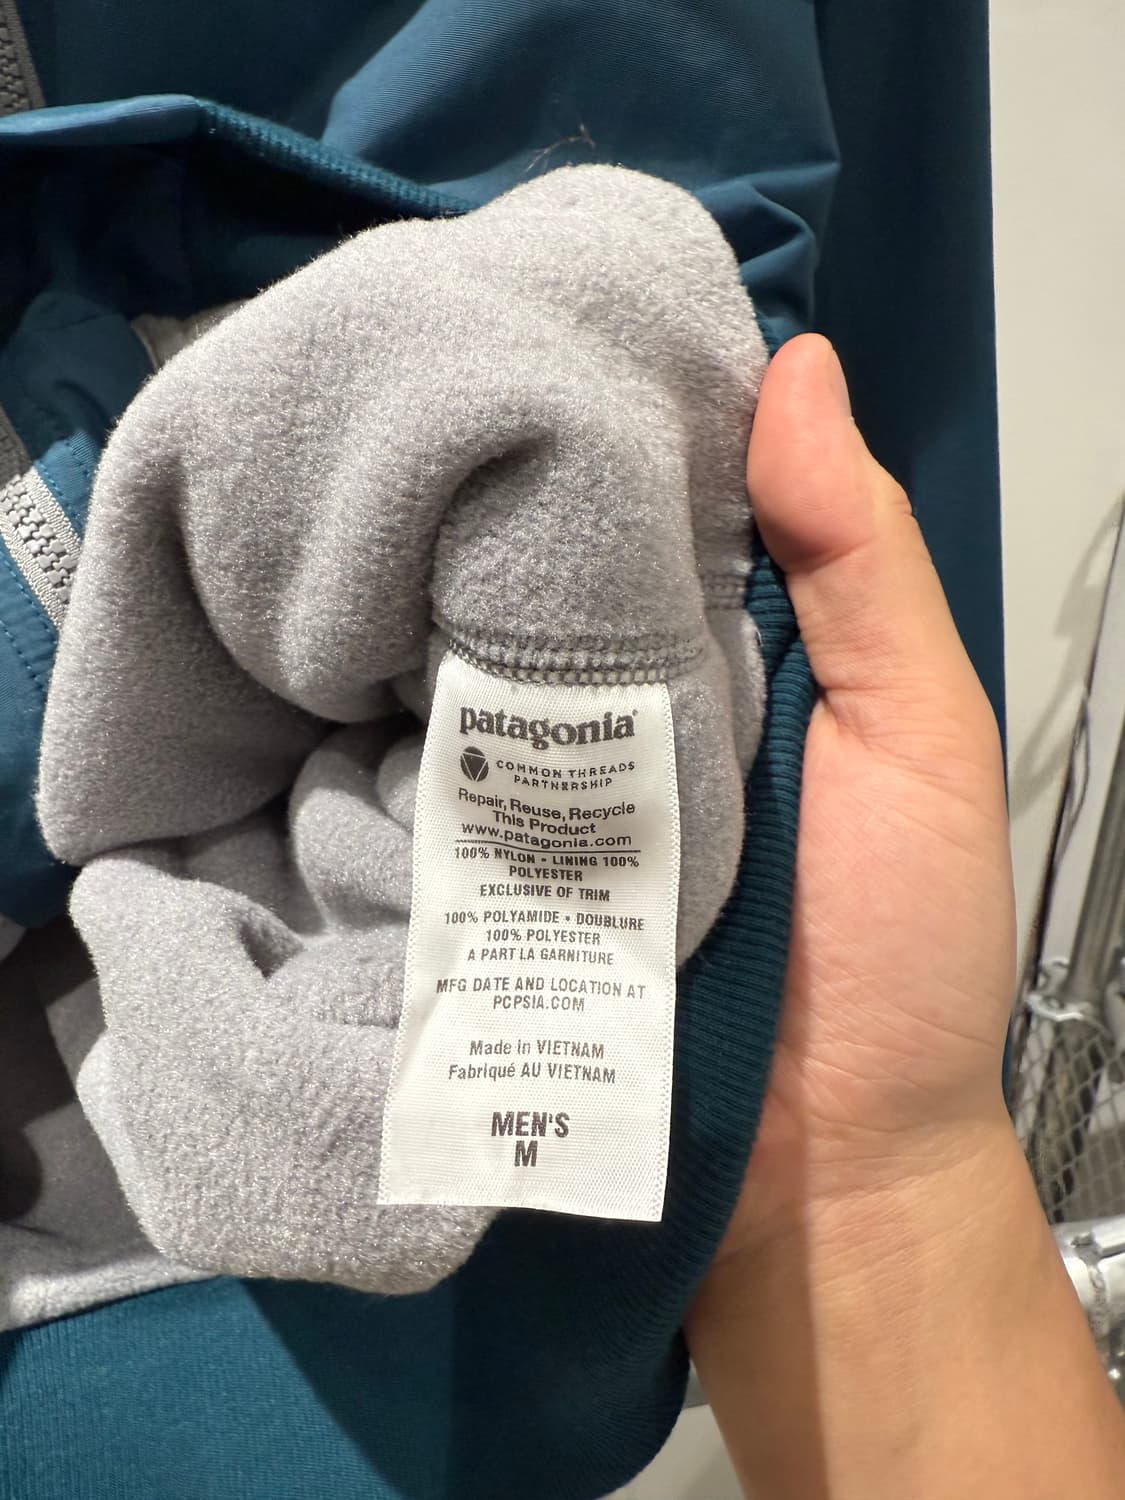 patagonia®
COMMON THREADS
PARTNERSHIP
Repair, Reuse, Recycle
This Product
www.patagonia.com
100% NYLON • LINING 100%
POLYESTER
EXCLUSIVE OF TRIM
100% POLYAMIDE • DOUBLURE
100% POLYESTER
A PART LA GARNITURE
MFG DATE AND LOCATION AT
PCPSIA.COM
Made in VIETNAM
Fabriqué AU VIETNAM
MEN'S
M